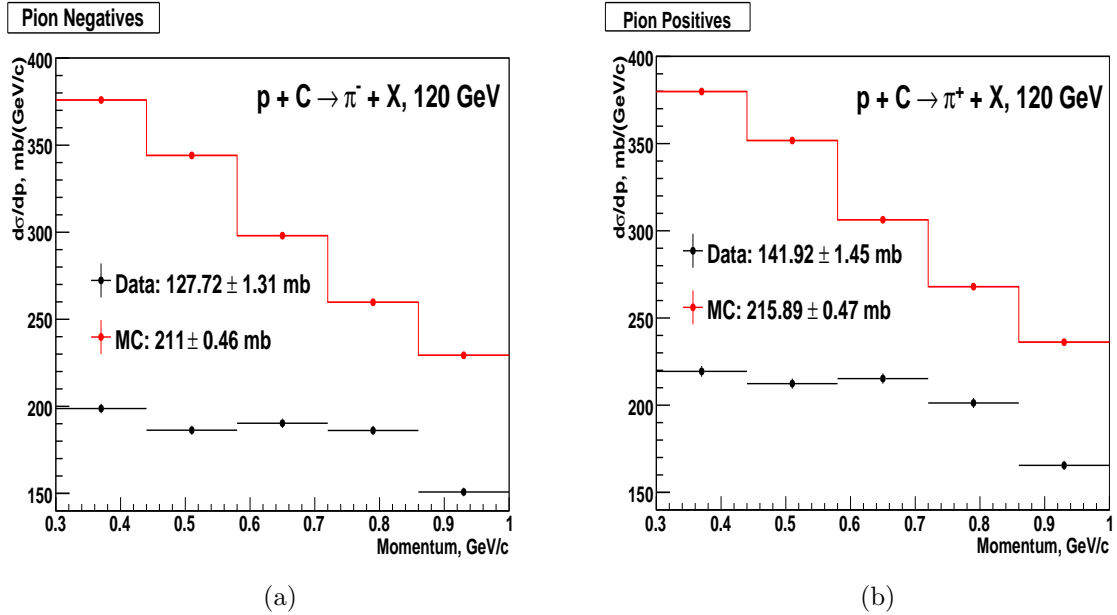 Pion Negatives
dσ/dp, mb/(GeV/c)
400
350
300
250
200
150
p + C → π⁻ + X, 120 GeV
Data: 127.72 ± 1.31 mb
MC: 211 ± 0.46 mb
0.3 0.4 0.5 0.6 0.7 0.8 0.9 1
Momentum, GeV/c
(a)
Pion Positives
dσ/dp, mb/(GeV/c)
400
350
300
250
200
150
p + C → π⁺ + X, 120 GeV
Data: 141.92 ± 1.45 mb
MC: 215.89 ± 0.47 mb
0.3 0.4 0.5 0.6 0.7 0.8 0.9 1
Momentum, GeV/c
(b)